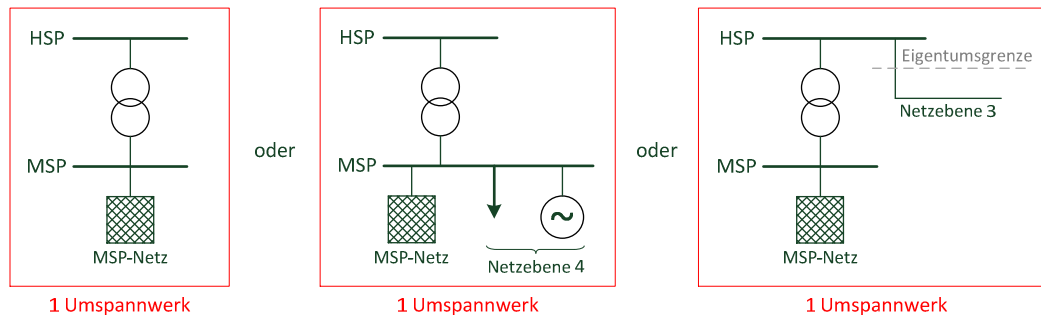 HSP
MSP
MSP-Netz
1 Umspannwerk
oder
HSP
MSP
MSP-Netz
Netzebene 4
1 Umspannwerk
oder
HSP
Eigentumsgrenze
Netzebene 3
MSP
MSP-Netz
1 Umspannwerk